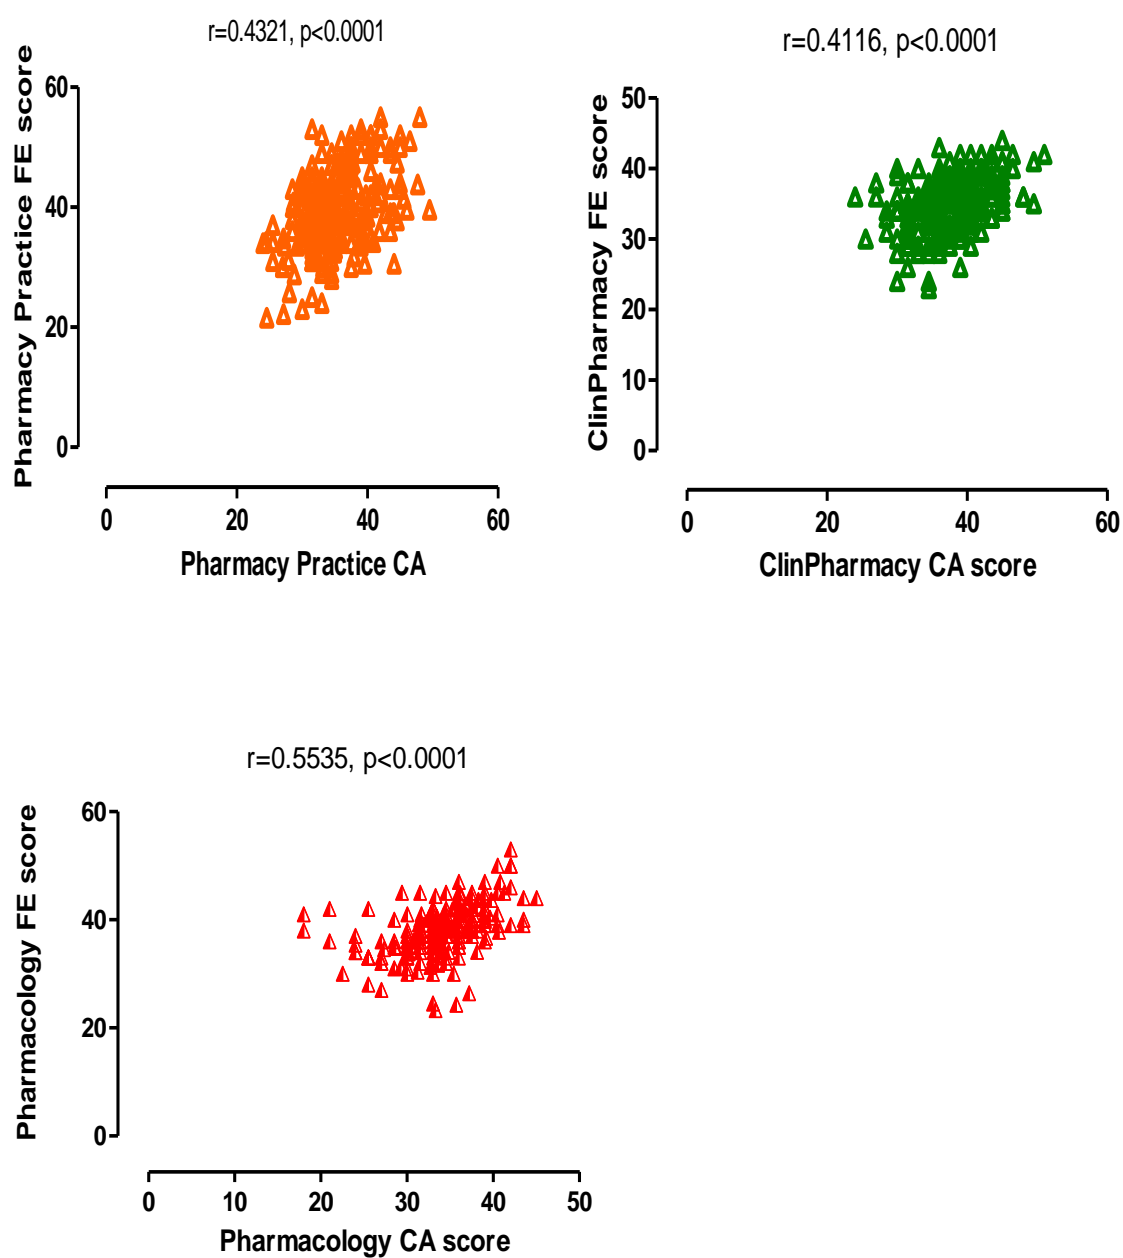 r=0.4321, p<0.0001
Pharmacy Practice FE score
60
40
20
0
0 20 40 60
Pharmacy Practice CA
r=0.4116, p<0.0001
ClinPharmacy FE score
50
40
30
20
10
0
0 20 40 60
ClinPharmacy CA score
r=0.5535, p<0.0001
Pharmacology FE score
60
40
20
0
0 10 20 30 40 50
Pharmacology CA score